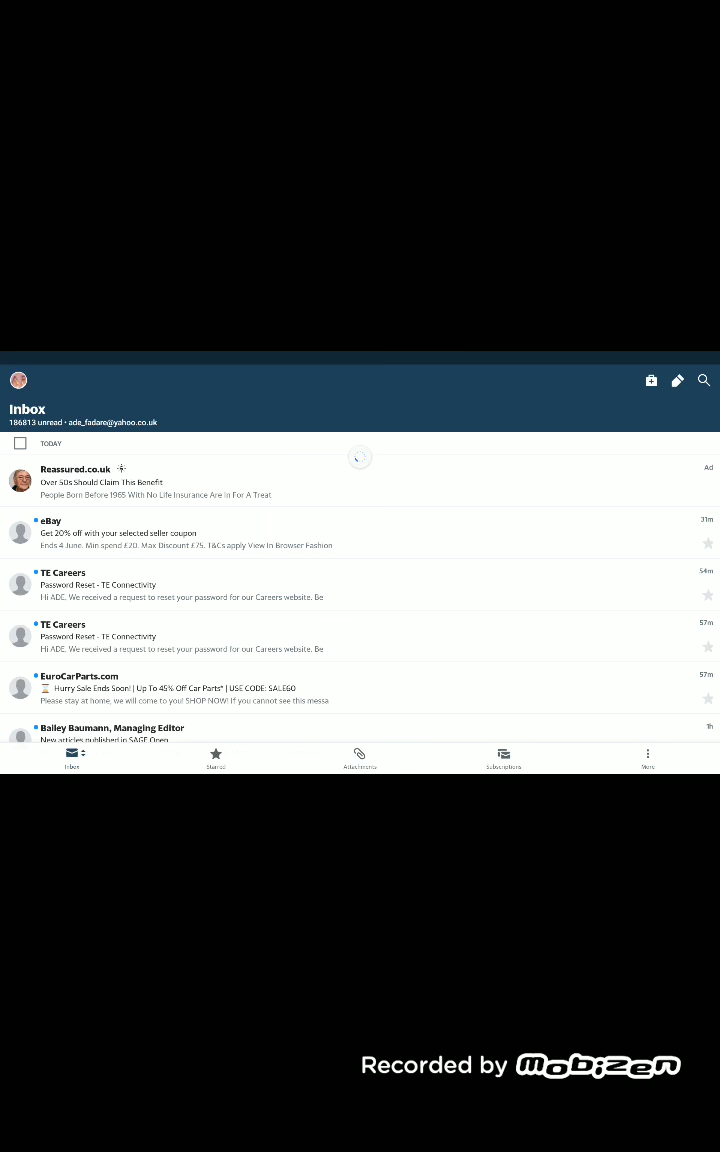 Inbox
186813 unread • ade_fadare@yahoo.co.uk
TODAY
Reassured.co.uk
Ad
Over 50s Should Claim This Benefit
People Born Before 1965 With No Life Insurance Are In For A Treat
eBay
31m
Get 20% off with your selected seller coupon
Ends 4 June. Min spend £20. Max Discount £75. T&Cs apply View In Browser Fashion
TE Careers
54m
Password Reset - TE Connectivity
Hi ADE, We received a request to reset your password for our Careers website. Be
TE Careers
57m
Password Reset - TE Connectivity
Hi ADE, We received a request to reset your password for our Careers website. Be
EuroCarParts.com
57m
⌛ Hurry Sale Ends Soon! | Up To 45% Off Car Parts* | USE CODE: SALE60
Please stay at home, we will come to you! SHOP NOW! If you cannot see this messa
Bailey Baumann, Managing Editor
1h
New articles published in SAGE Open
Inbox
Starred
Attachments
Subscriptions
More
Recorded by mobizen